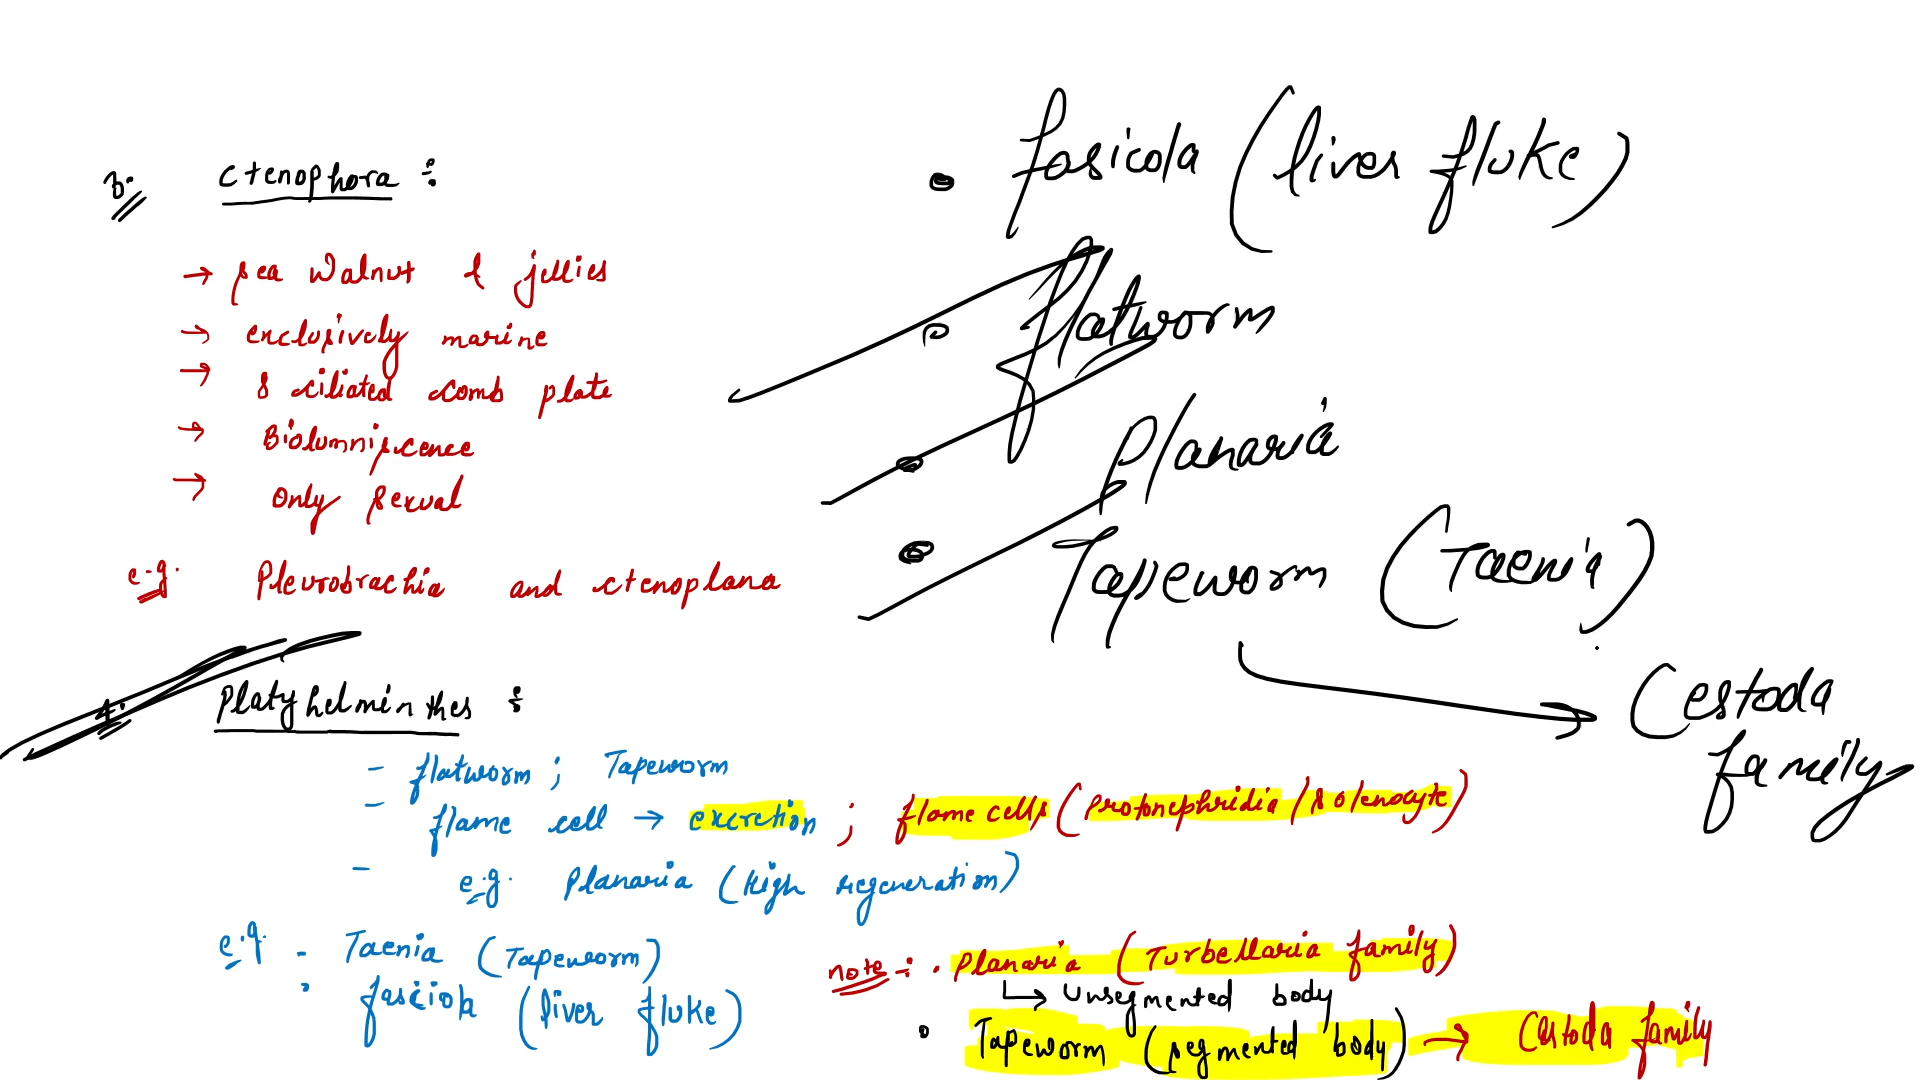 3. Ctenophora ÷
→ sea walnut & jellies
→ exclusively marine
→ 8 ciliated comb plate
→ Biolumniscence
→ Only sexual
e.g. Pleurobrachia and ctenoplana
• fasicola (liver fluke)
• flatworm
• Planaria
• Tapeworm (Taenia)
→ Cestoda family
4. Platyhelminthes ÷
- flatworm ; Tapeworm
- flame cell → excretion ; flame cells (protonephridia / solenocyte)
- e.g. Planaria (High regeneration)
e.g. - Taenia (Tapeworm)
• fasciola (liver fluke)
note ÷ • Planaria (Turbellaria family)
↳ Unsegmented body
• Tapeworm (segmented body) → Cestoda family